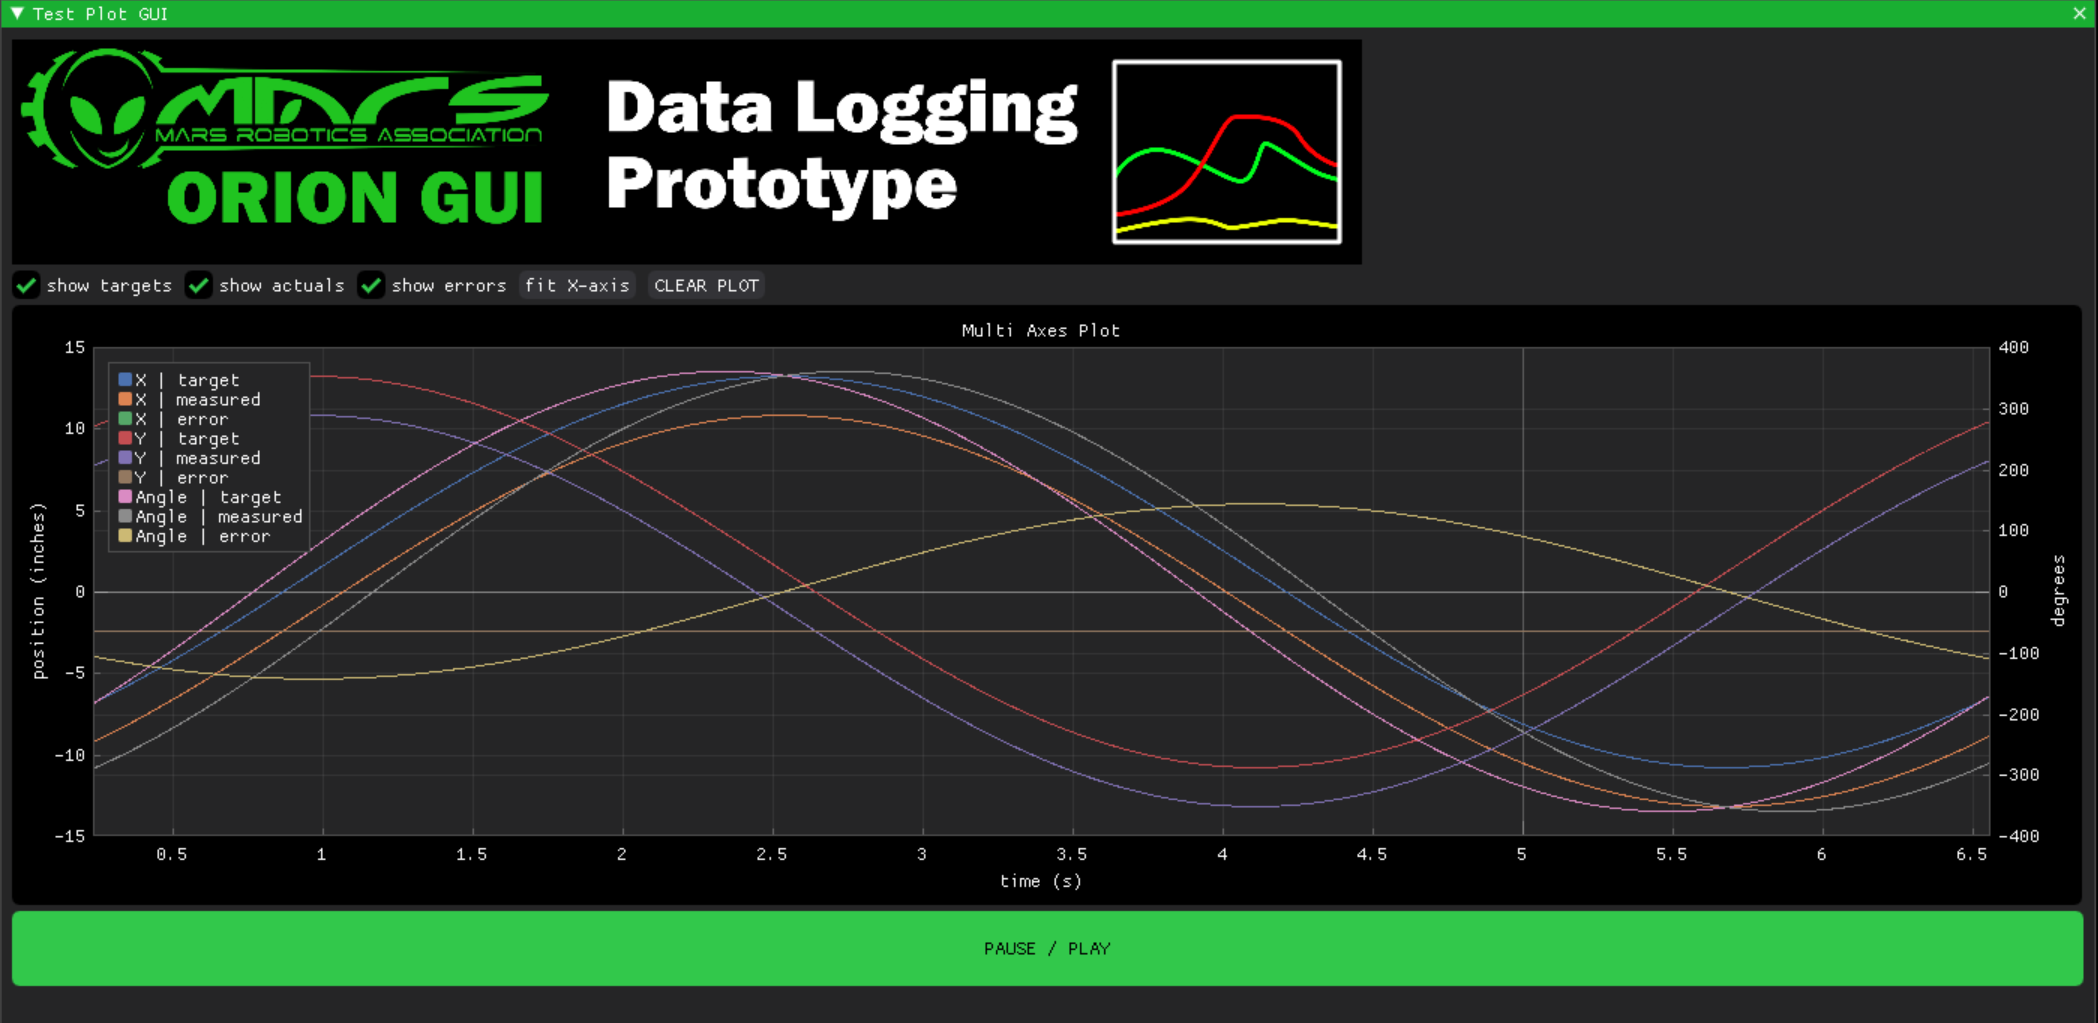 Test Plot GUI
MARS
MARS ROBOTICS ASSOCIATION
ORION GUI
Data Logging
Prototype
show targets show actuals show errors fit X-axis CLEAR PLOT
Multi Axes Plot
X | target
X | measured
X | error
Y | target
Y | measured
Y | error
Angle | target
Angle | measured
Angle | error
position (inches)
15
10
5
0
-5
-10
-15
400
300
200
100
0
-100
-200
-300
-400
degrees
0.5 1 1.5 2 2.5 3 3.5 4 4.5 5 5.5 6 6.5
time (s)
PAUSE / PLAY